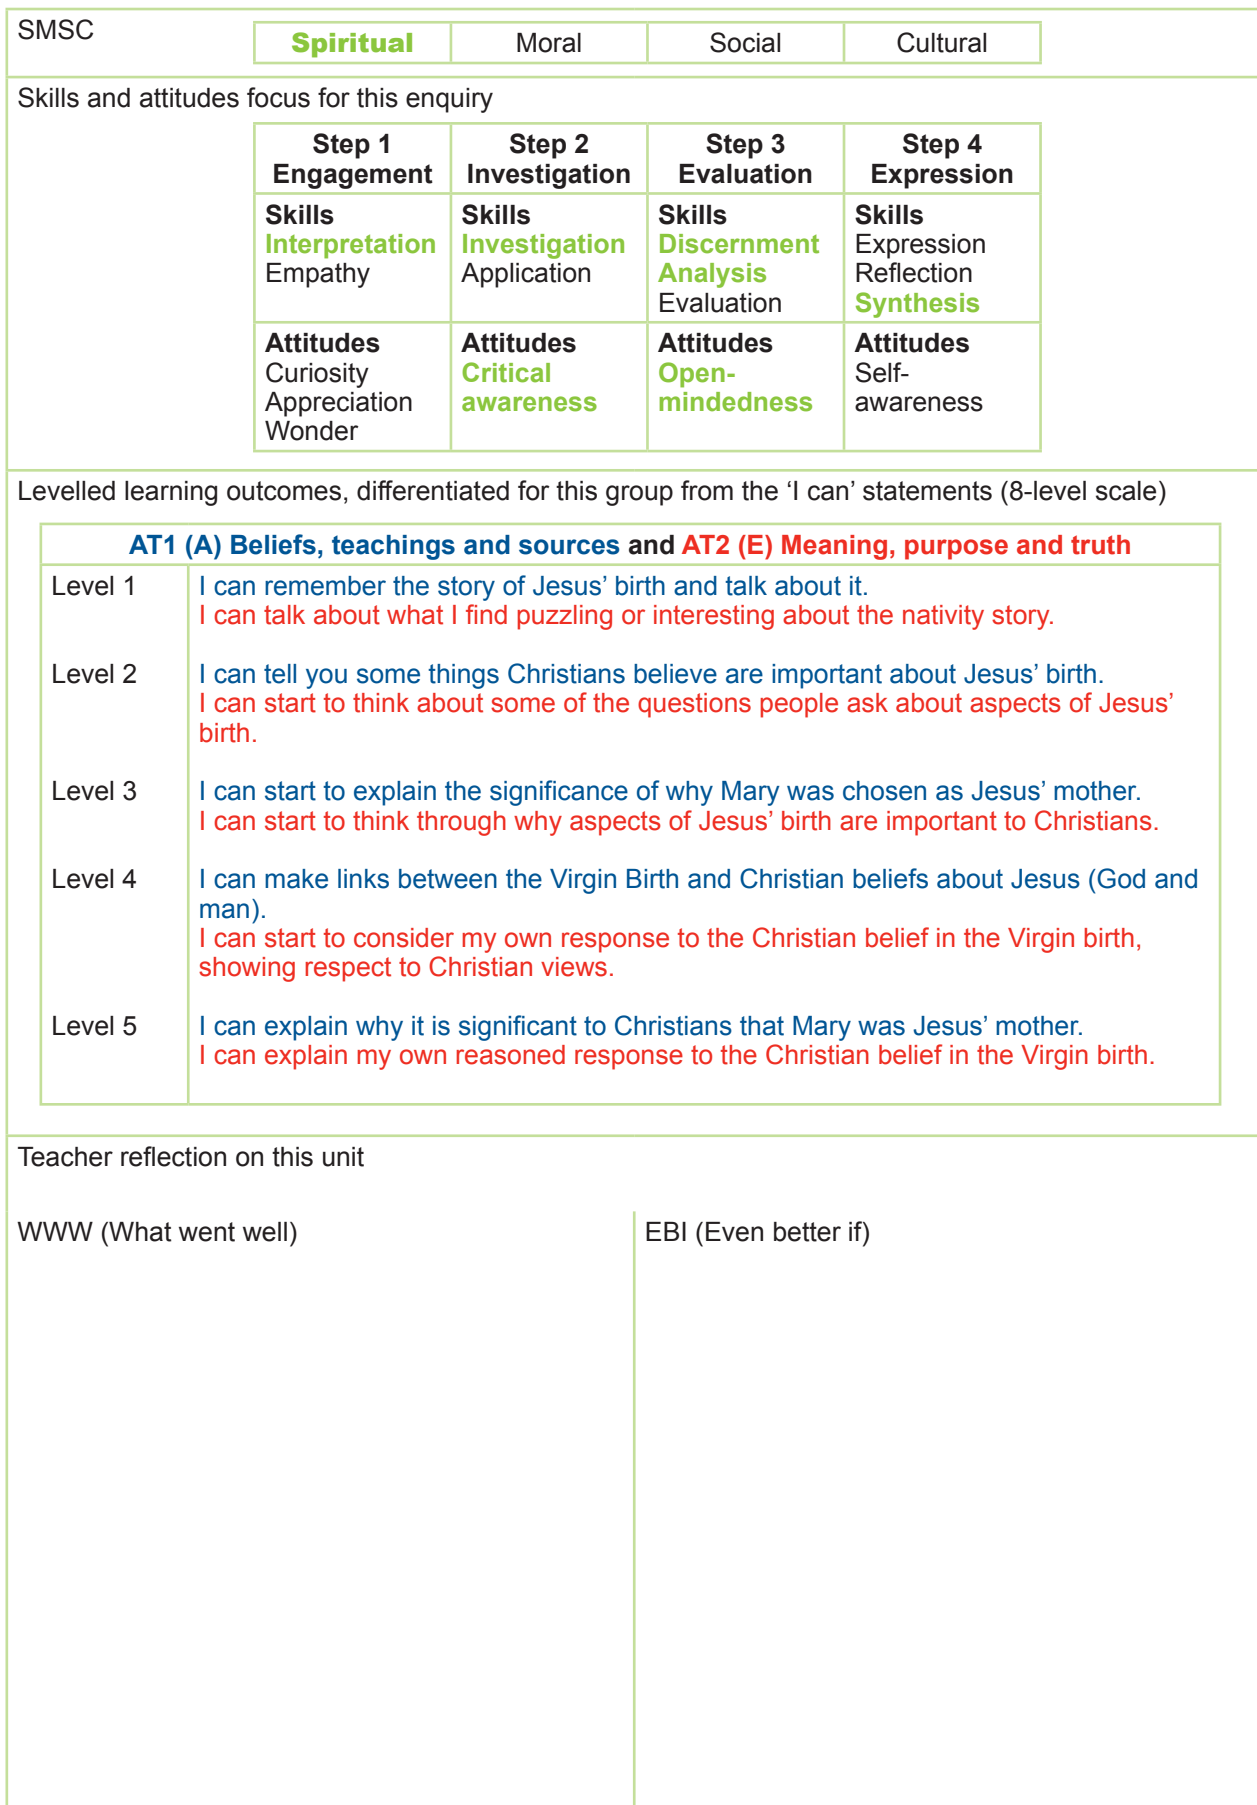 SMSC
Spiritual Moral Social Cultural
Skills and attitudes focus for this enquiry
Step 1 Step 2 Step 3 Step 4
Engagement Investigation Evaluation Expression
Skills Skills Skills Skills
Interpretation Investigation Discernment Expression
Empathy Application Analysis Reflection
Evaluation Synthesis
Attitudes Attitudes Attitudes Attitudes
Curiosity Critical Open- Self-
Appreciation awareness mindedness awareness
Wonder
Levelled learning outcomes, differentiated for this group from the ‘I can’ statements (8-level scale)
AT1 (A) Beliefs, teachings and sources and AT2 (E) Meaning, purpose and truth
Level 1 I can remember the story of Jesus’ birth and talk about it.
I can talk about what I find puzzling or interesting about the nativity story.
Level 2 I can tell you some things Christians believe are important about Jesus’ birth.
I can start to think about some of the questions people ask about aspects of Jesus’
birth.
Level 3 I can start to explain the significance of why Mary was chosen as Jesus’ mother.
I can start to think through why aspects of Jesus’ birth are important to Christians.
Level 4 I can make links between the Virgin Birth and Christian beliefs about Jesus (God and
man).
I can start to consider my own response to the Christian belief in the Virgin birth,
showing respect to Christian views.
Level 5 I can explain why it is significant to Christians that Mary was Jesus’ mother.
I can explain my own reasoned response to the Christian belief in the Virgin birth.
Teacher reflection on this unit
WWW (What went well) EBI (Even better if)